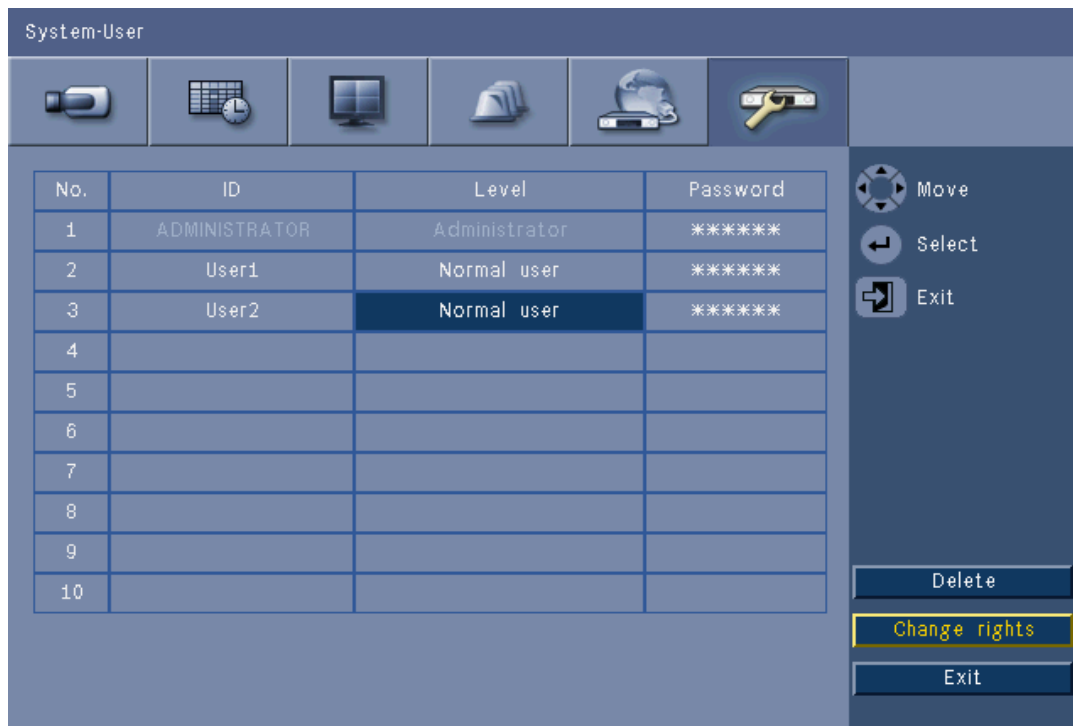 System-User
No. ID Level Password
1 ADMINISTRATOR Administrator ******
2 User1 Normal user ******
3 User2 Normal user ******
4
5
6
7
8
9
10
Move
Select
Exit
Delete
Change rights
Exit